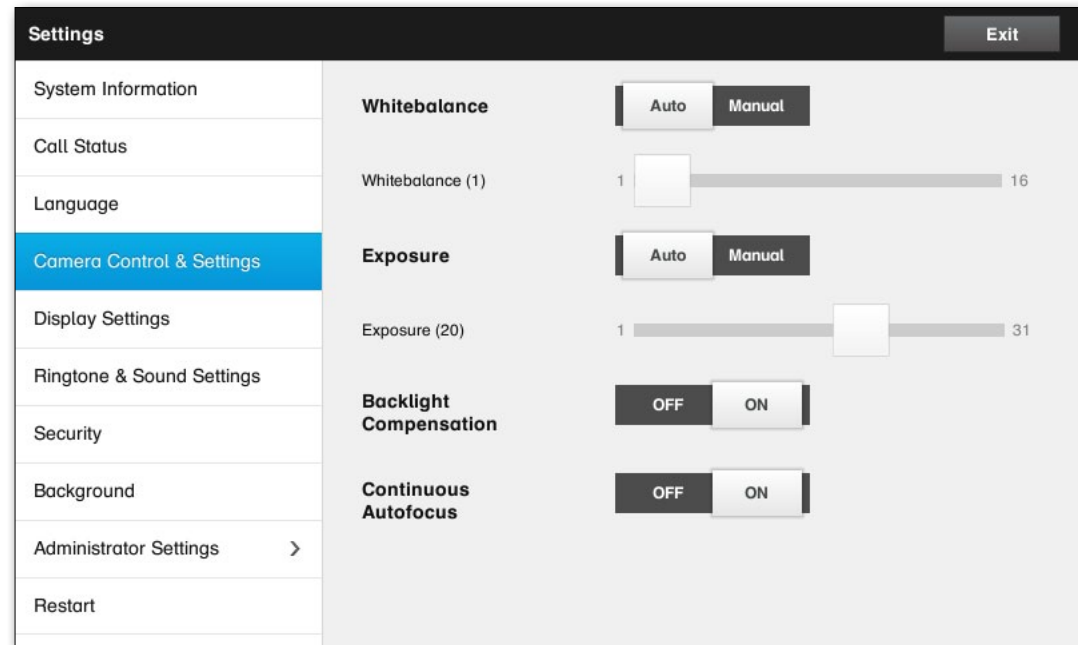 Settings
Exit
System Information
Call Status
Language
Camera Control & Settings
Display Settings
Ringtone & Sound Settings
Security
Background
Administrator Settings
Restart
Whitebalance
Auto Manual
Whitebalance (1)
1 16
Exposure
Auto Manual
Exposure (20)
1 31
Backlight
Compensation
OFF ON
Continuous
Autofocus
OFF ON